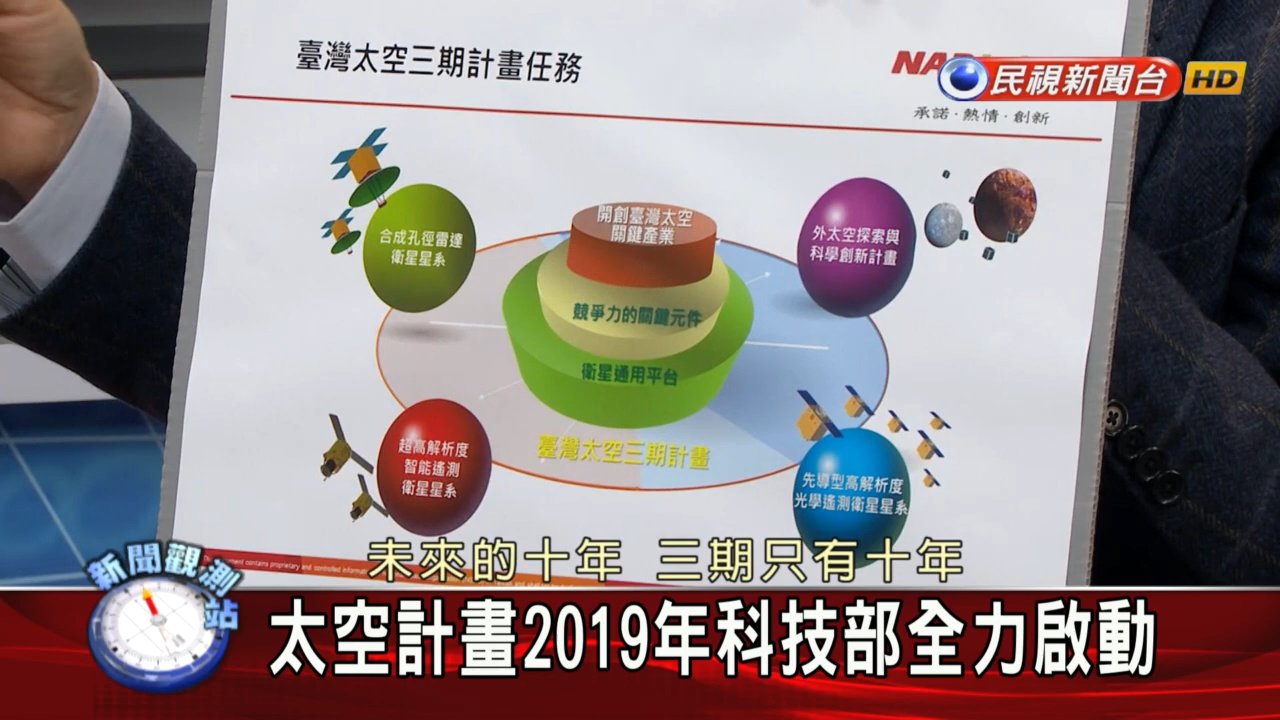 臺灣太空三期計畫任務
民視新聞台 HD
承諾·熱情·創新
合成孔徑雷達
衛星星系
開創臺灣太空
關鍵產業
外太空探索與
科學創新計畫
競爭力的關鍵元件
衛星通用平台
臺灣太空三期計畫
超高解析度
智能遙測
衛星星系
先導型高解析度
光學遙測衛星星系
contains proprietary and controlled
未來的十年 三期只有十年
新聞觀測站
太空計畫2019年科技部全力啟動